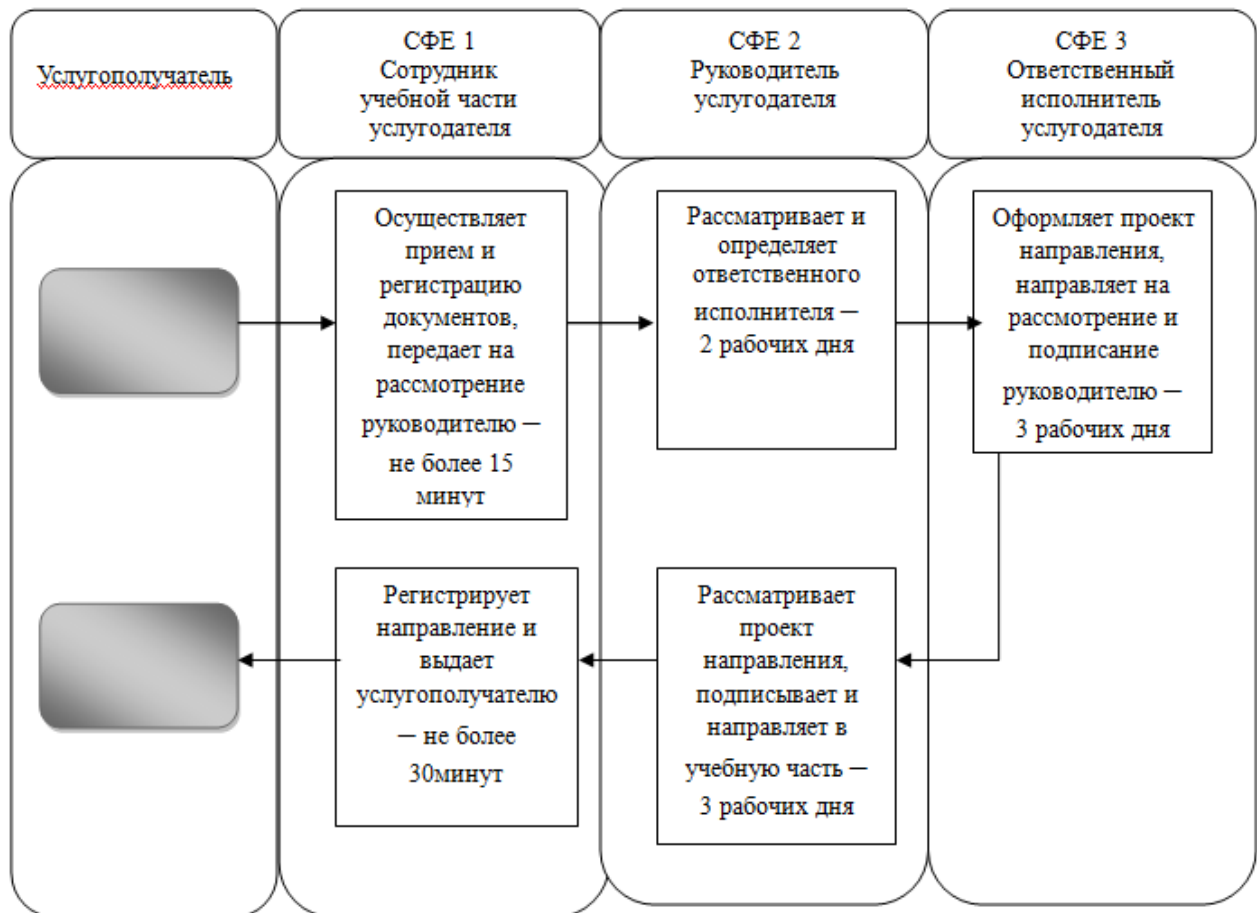 Услугополучатель
СФЕ 1
Сотрудник
учебной части
услугодателя
СФЕ 2
Руководитель
услугодателя
СФЕ 3
Ответственный
исполнитель
услугодателя
Осуществляет
прием и
регистрацию
документов,
передает на
рассмотрение
руководителю —
не более 15
минут
Рассматривает и
определяет
ответственного
исполнителя —
2 рабочих дня
Оформляет проект
направления,
направляет на
рассмотрение и
подписание
руководителю —
3 рабочих дня
Регистрирует
направление и
выдает
услугополучателю
— не более
30минут
Рассматривает
проект
направления,
подписывает и
направляет в
учебную часть —
3 рабочих дня